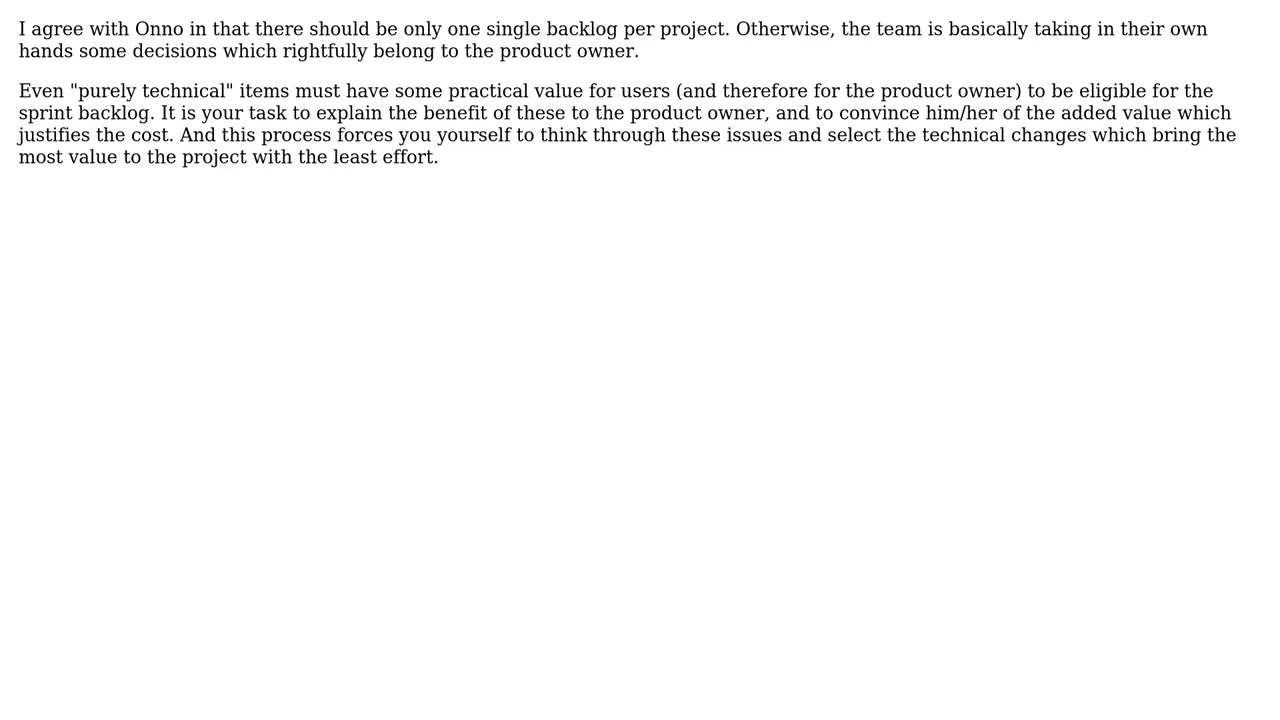 I agree with Onno in that there should be only one single backlog per project. Otherwise, the team is basically taking in their own
hands some decisions which rightfully belong to the product owner.
Even "purely technical" items must have some practical value for users (and therefore for the product owner) to be eligible for the
sprint backlog. It is your task to explain the benefit of these to the product owner, and to convince him/her of the added value which
justifies the cost. And this process forces you yourself to think through these issues and select the technical changes which bring the
most value to the project with the least effort.